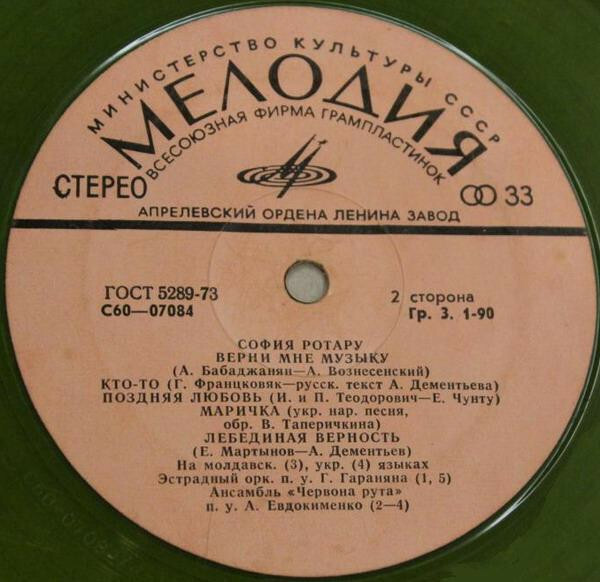 МИНИСТЕРСТВО КУЛЬТУРЫ СССР
МЕЛОДИЯ
ВСЕСОЮЗНАЯ ФИРМА ГРАМПЛАСТИНОК
СТЕРЕО
33
АПРЕЛЕВСКИЙ ОРДЕНА ЛЕНИНА ЗАВОД
ГОСТ 5289-73
С60—07084
2 сторона
Гр. 3. 1-90
СОФИЯ РОТАРУ
ВЕРНИ МНЕ МУЗЫКУ
(А. Бабаджанян—А. Вознесенский)
КТО-ТО (Г. Францковяк—русск. текст А. Дементьева)
ПОЗДНЯЯ ЛЮБОВЬ (И. и П. Теодорович—Е. Чунту)
МАРИЧКА (укр. нар. песня,
обр. В. Таперичкина)
ЛЕБЕДИНАЯ ВЕРНОСТЬ
(Е. Мартынов—А. Дементьев)
На молдавск. (3), укр. (4) языках
Эстрадный орк. п. у. Г. Гараняна (1, 5)
Ансамбль «Червона рута»
п. у. А. Евдокименко (2—4)